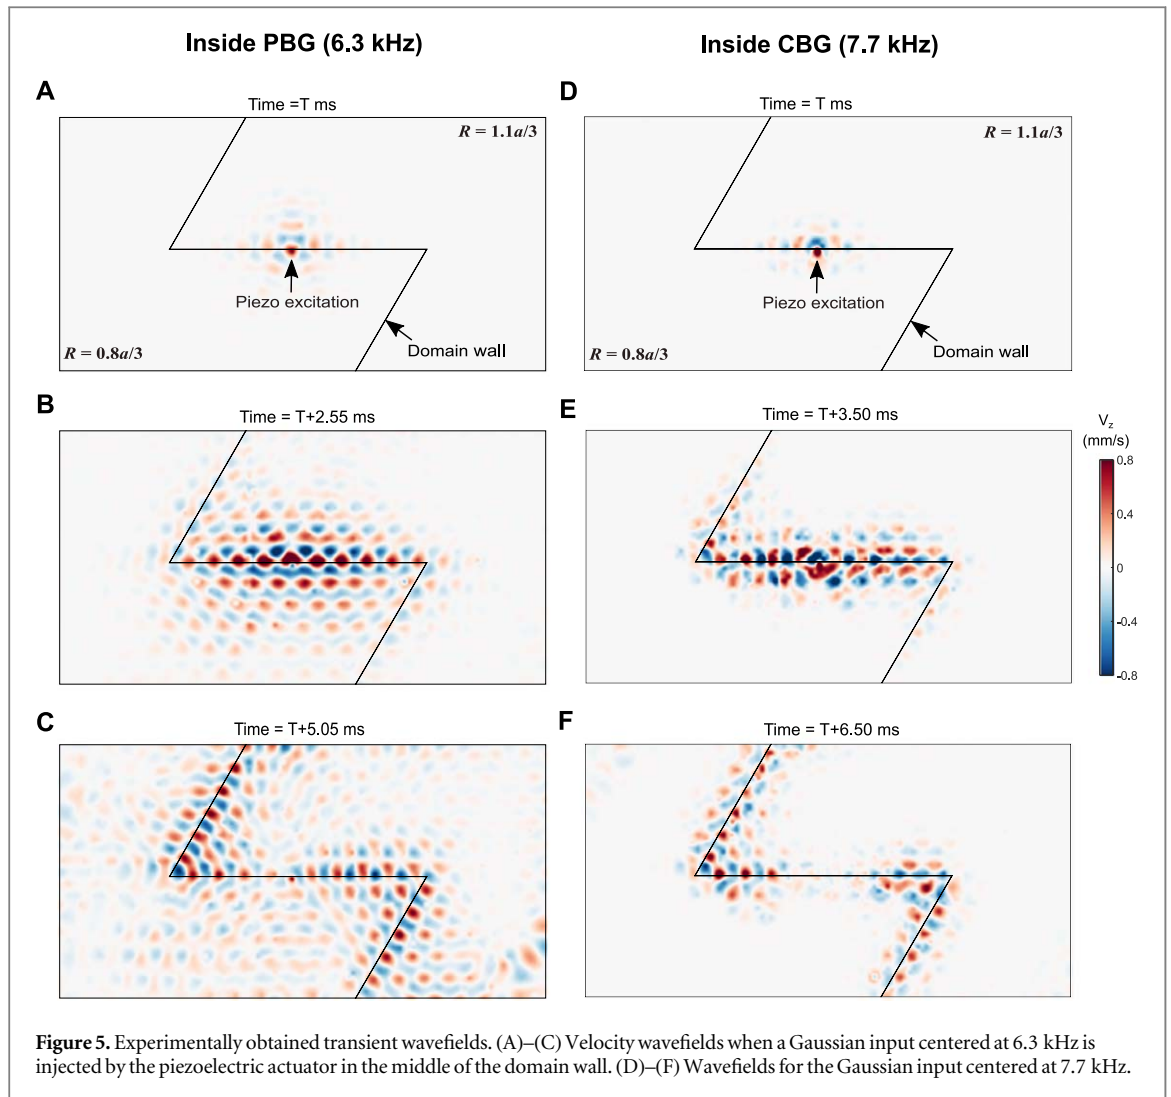 Inside PBG (6.3 kHz)
Inside CBG (7.7 kHz)
A
Time =T ms
R = 1.1a/3
Piezo excitation
Domain wall
R = 0.8a/3
D
Time = T ms
R = 1.1a/3
Piezo excitation
Domain wall
R = 0.8a/3
B
Time = T+2.55 ms
E
Time = T+3.50 ms
Vz
(mm/s)
0.8
0.4
0
-0.4
-0.8
C
Time = T+5.05 ms
F
Time = T+6.50 ms
Figure 5. Experimentally obtained transient wavefields. (A)–(C) Velocity wavefields when a Gaussian input centered at 6.3 kHz is
injected by the piezoelectric actuator in the middle of the domain wall. (D)–(F) Wavefields for the Gaussian input centered at 7.7 kHz.